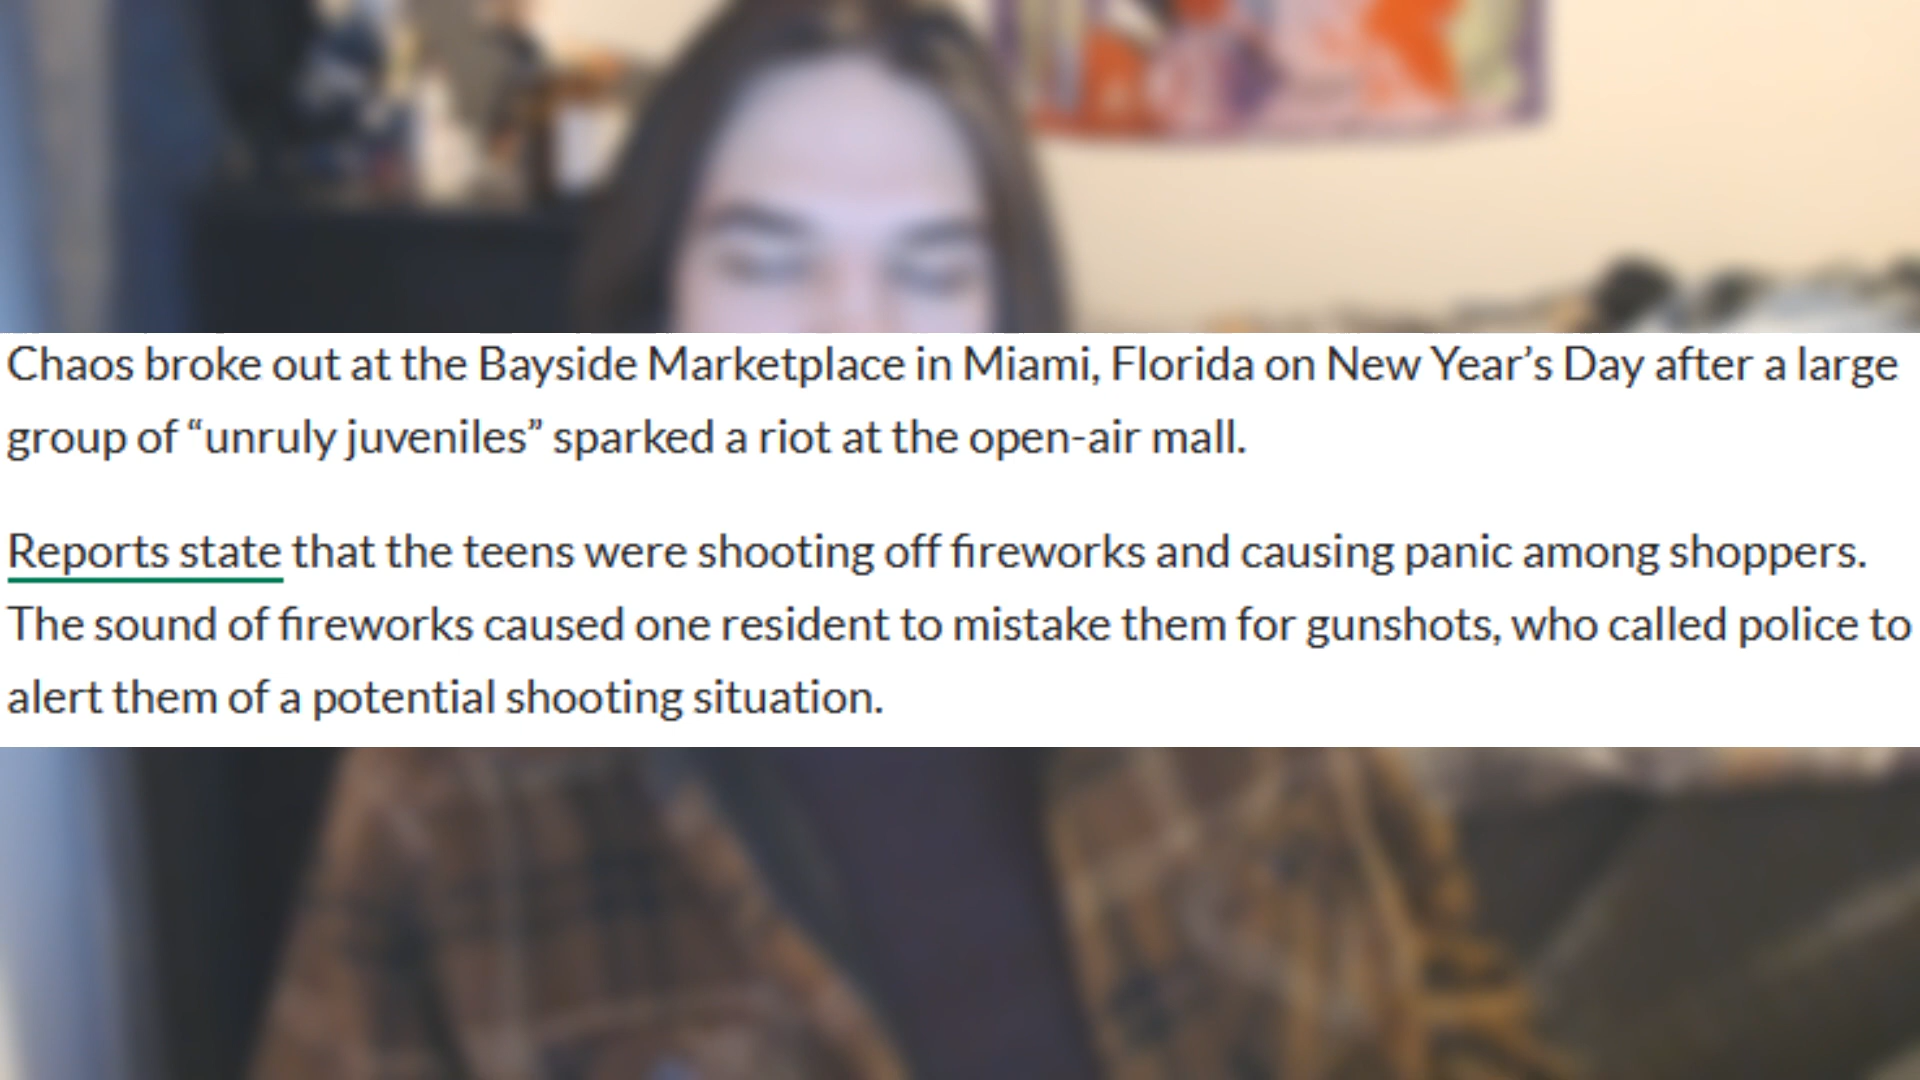 Chaos broke out at the Bayside Marketplace in Miami, Florida on New Year’s Day after a large
group of “unruly juveniles” sparked a riot at the open-air mall.
Reports state that the teens were shooting off fireworks and causing panic among shoppers.
The sound of fireworks caused one resident to mistake them for gunshots, who called police to
alert them of a potential shooting situation.